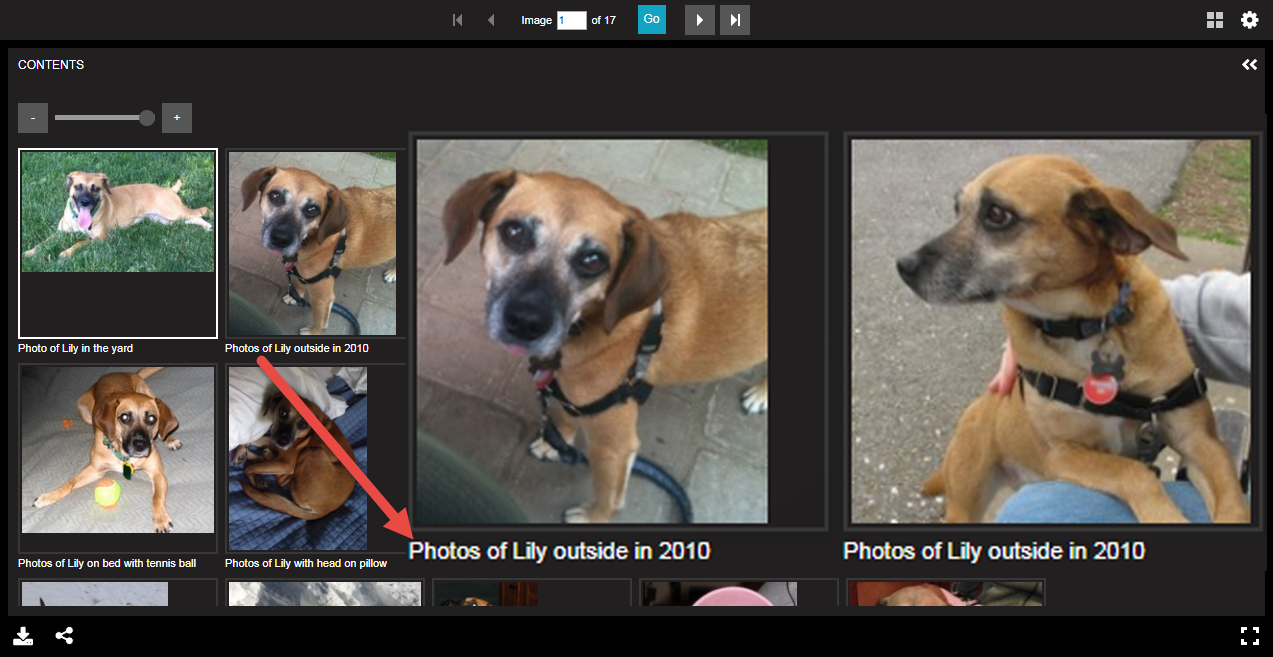 Image 1 of 17 Go
CONTENTS
- +
Photo of Lily in the yard
Photos of Lily outside in 2010
Photos of Lily on bed with tennis ball
Photos of Lily with head on pillow
Photos of Lily outside in 2010
Photos of Lily outside in 2010